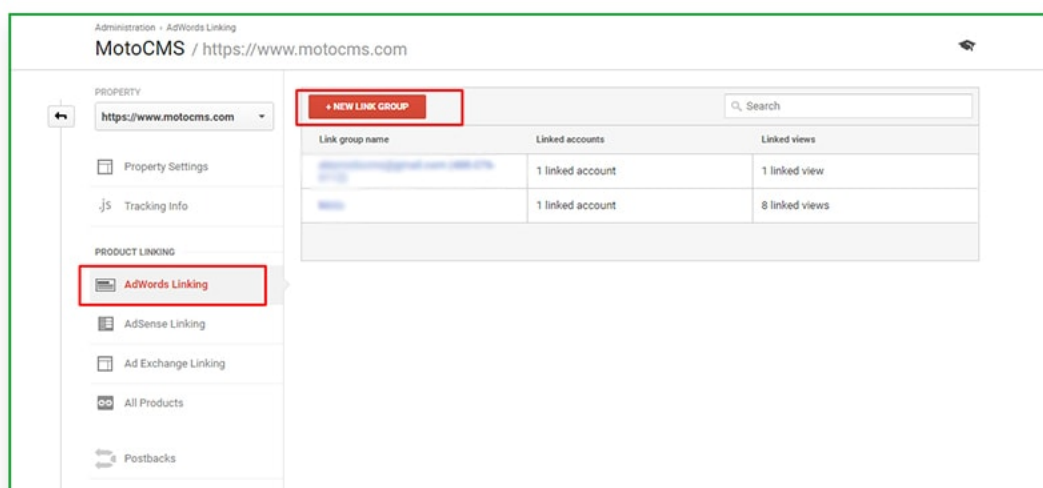 Administration › AdWords Linking
MotoCMS / https://www.motocms.com
PROPERTY
https://www.motocms.com
Property Settings
.js Tracking Info
PRODUCT LINKING
AdWords Linking
AdSense Linking
Ad Exchange Linking
All Products
Postbacks
+ NEW LINK GROUP
Search
Link group name Linked accounts Linked views
1 linked account 1 linked view
1 linked account 8 linked views